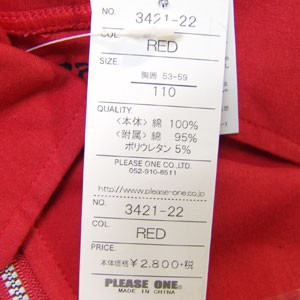 NO. 3421-22
COL. RED
SIZE.
胸囲 53-59
110
QUALITY.
〈本体〉綿 100%
〈附属〉綿 95%
ポリウレタン 5%
PLEASE ONE CO.,LTD.
052-910-6511
http://www.please-one.co.jp
NO. 3421-22
COL. RED
PRICE.
本体価格 ¥2,800+税
PLEASE ONE.
MADE IN CHINA